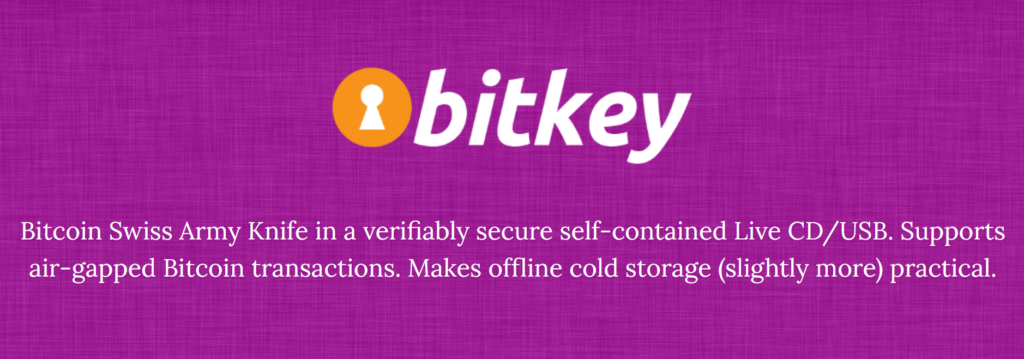 bitkey
Bitcoin Swiss Army Knife in a verifiably secure self-contained Live CD/USB. Supports
air-gapped Bitcoin transactions. Makes offline cold storage (slightly more) practical.